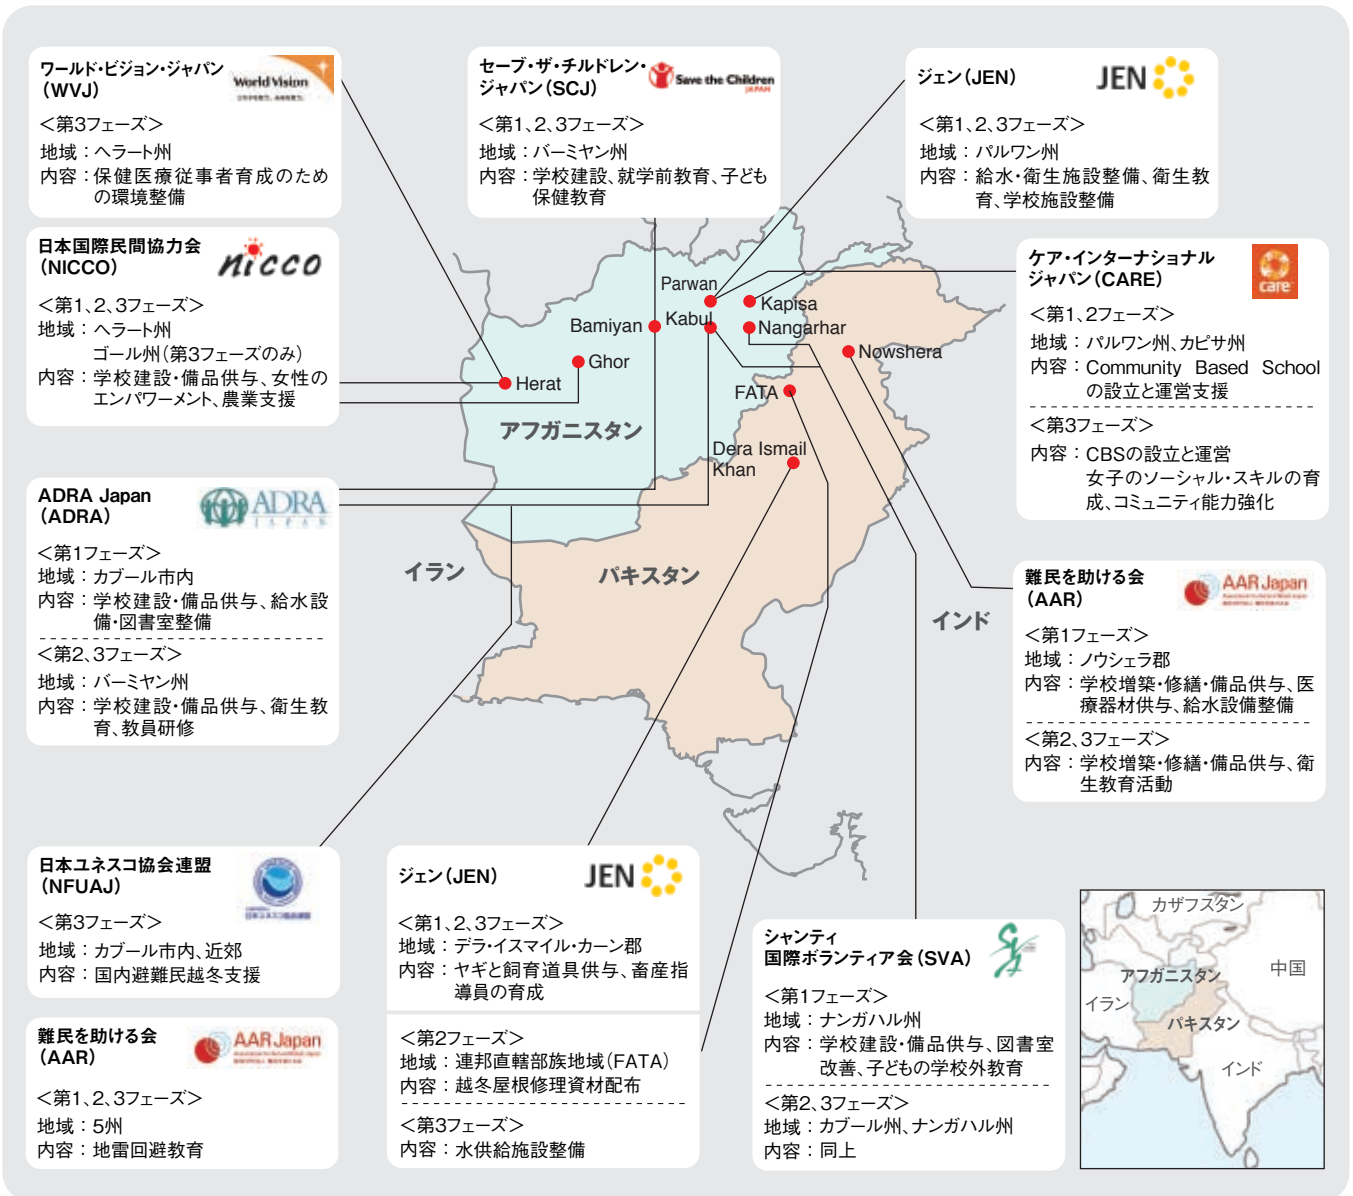 ワールド・ビジョン・ジャパン
(WVJ)
World Vision
<第3フェーズ>
地域：ヘラート州
内容：保健医療従事者育成のため
の環境整備
日本国際民間協力会
(NICCO)
nicco
<第1、2、3フェーズ>
地域：ヘラート州
ゴール州(第3フェーズのみ)
内容：学校建設・備品供与、女性の
エンパワーメント、農業支援
ADRA Japan
(ADRA)
ADRA
JAPAN
<第1フェーズ>
地域：カブール市内
内容：学校建設・備品供与、給水設
備・図書室整備
<第2、3フェーズ>
地域：バーミヤン州
内容：学校建設・備品供与、衛生教
育、教員研修
日本ユネスコ協会連盟
(NFUAJ)
日本ユネスコ協会連盟
<第3フェーズ>
地域：カブール市内、近郊
内容：国内避難民越冬支援
難民を助ける会
(AAR)
AAR Japan
<第1、2、3フェーズ>
地域：5州
内容：地雷回避教育
セーブ・ザ・チルドレン・
ジャパン(SCJ)
Save the Children
JAPAN
<第1、2、3フェーズ>
地域：バーミヤン州
内容：学校建設、就学前教育、子ども
保健教育
ジェン(JEN)
JEN
<第1、2、3フェーズ>
地域：パルワン州
内容：給水・衛生施設整備、衛生教
育、学校施設整備
ケア・インターナショナル
ジャパン(CARE)
care
<第1、2フェーズ>
地域：パルワン州、カピサ州
内容：Community Based School
の設立と運営支援
<第3フェーズ>
内容：CBSの設立と運営
女子のソーシャル・スキルの育
成、コミュニティ能力強化
難民を助ける会
(AAR)
AAR Japan
<第1フェーズ>
地域：ノウシェラ郡
内容：学校増築・修繕・備品供与、医
療器材供与、給水設備整備
<第2、3フェーズ>
内容：学校増築・修繕・備品供与、衛
生教育活動
Parwan
Kapisa
Bamiyan
Kabul
Nangarhar
Ghor
Nowshera
Herat
FATA
アフガニスタン
Dera Ismail
Khan
イラン
パキスタン
インド
ジェン(JEN)
JEN
<第1、2、3フェーズ>
地域：デラ・イスマイル・カーン郡
内容：ヤギと飼育道具供与、畜産指
導員の育成
<第2フェーズ>
地域：連邦直轄部族地域(FATA)
内容：越冬屋根修理資材配布
<第3フェーズ>
内容：水供給施設整備
シャンティ
国際ボランティア会(SVA)
SVA
<第1フェーズ>
地域：ナンガハル州
内容：学校建設・備品供与、図書室
改善、子どもの学校外教育
<第2、3フェーズ>
地域：カブール州、ナンガハル州
内容：同上
カザフスタン
アフガニスタン
中国
イラン
パキスタン
インド